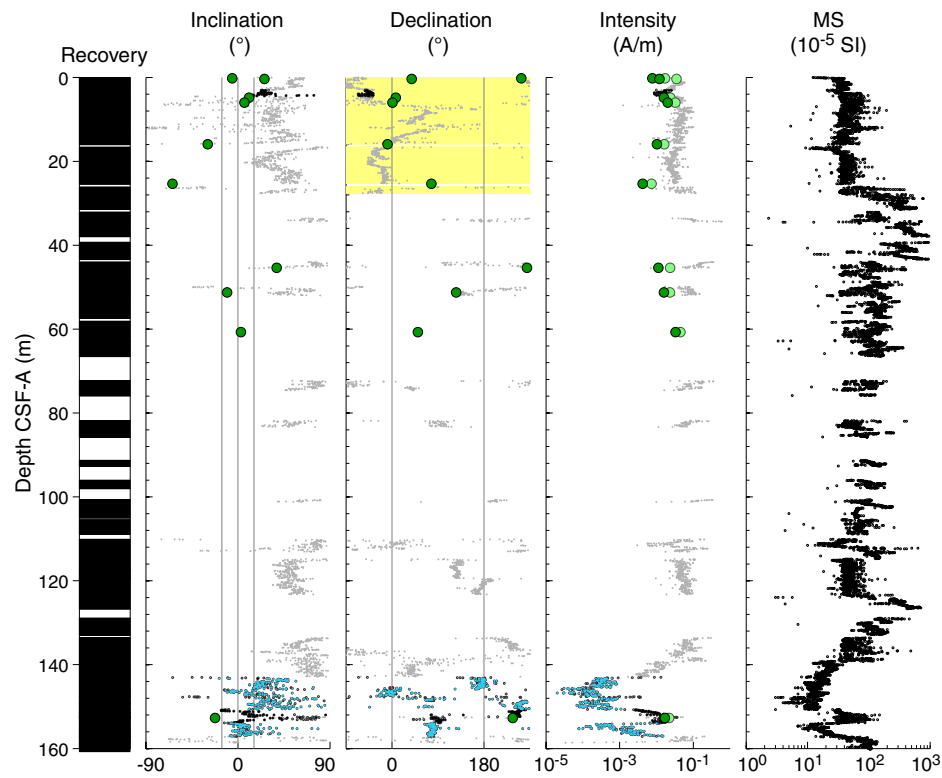 Recovery
Inclination
(°)
Declination
(°)
Intensity
(A/m)
MS
(10⁻⁵ SI)
Depth CSF-A (m)
0
20
40
60
80
100
120
140
160
-90 0 90
0 180
10⁻⁵ 10⁻³ 10⁻¹
10⁰ 10¹ 10² 10³